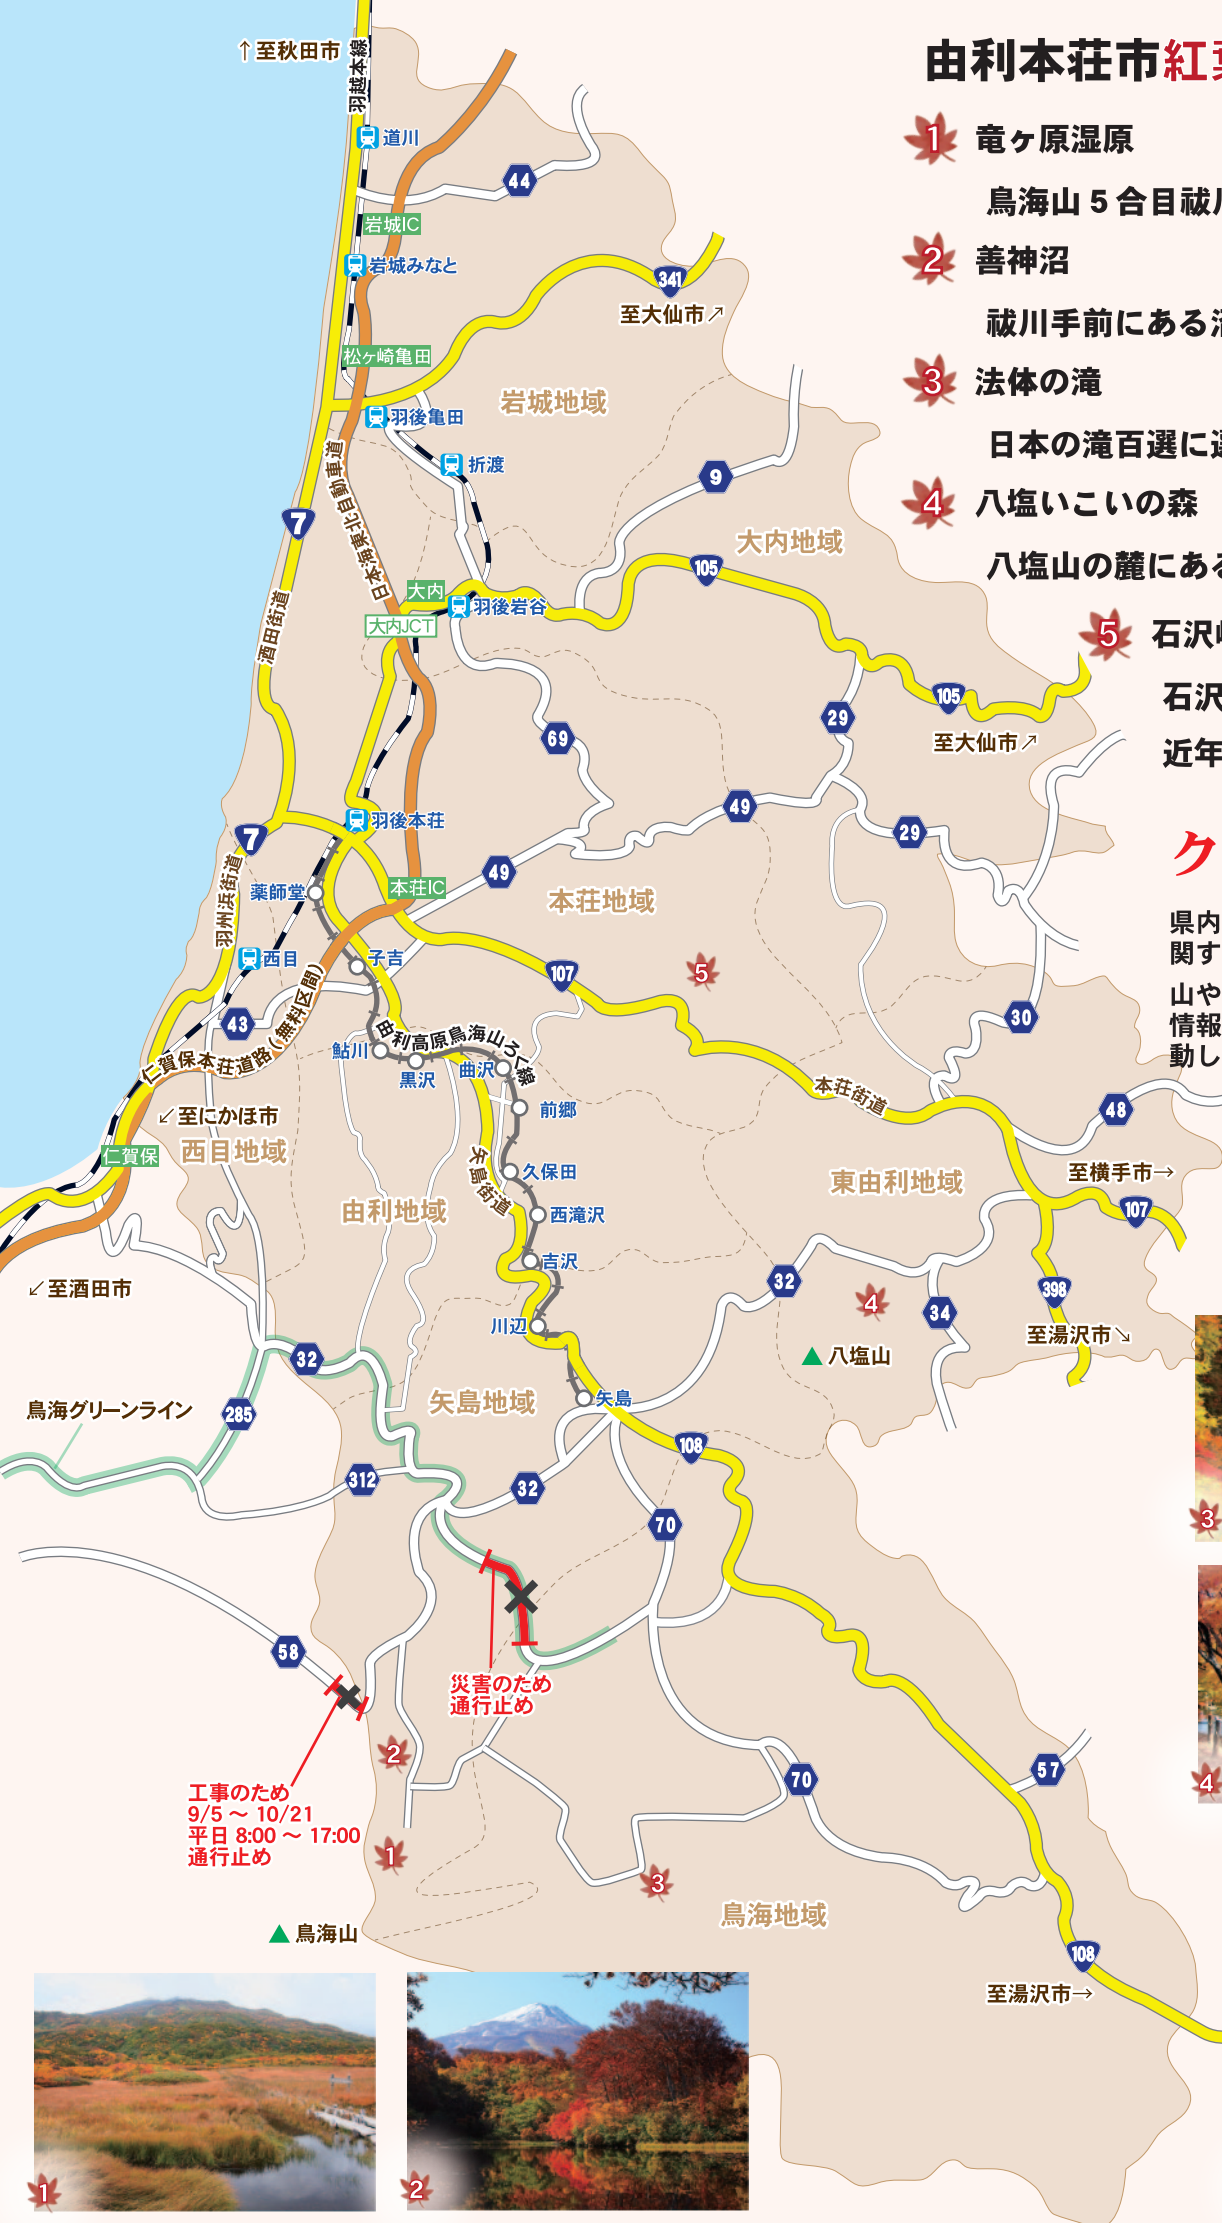 ↑至秋田市
羽越本線
道川
44
岩城IC
岩城みなと
341
至大仙市↗
松ヶ崎亀田
岩城地域
羽後亀田
折渡
日本海東北自動車道
9
7
大内地域
105
大内
羽後岩谷
大内JCT
酒田街道
105
至大仙市↗
29
69
49
29
羽後本荘
7
49
本荘IC
薬師堂
本荘地域
羽州浜街道
西目
子吉
107
5
43
仁賀保本荘道路(無料区間)
30
由利高原鳥海山ろく線
鮎川
黒沢
曲沢
本荘街道
前郷
48
↙至にかほ市
仁賀保
西目地域
久保田
矢島街道
東由利地域
至横手市→
107
由利地域
西滝沢
吉沢
32
398
↙至酒田市
4
34
川辺
至湯沢市↘
八塩山
32
矢島地域
矢島
鳥海グリーンライン
285
108
312
32
70
58
災害のため
通行止め
2
57
70
工事のため
9/5 ～ 10/21
平日 8:00 ～ 17:00
通行止め
1
3
鳥海地域
鳥海山
108
至湯沢市→
1
2
由利本荘市紅
1 竜ヶ原湿原
鳥海山 5 合目祓
2 善神沼
祓川手前にある
3 法体の滝
日本の滝百選に
4 八塩いこいの森
八塩山の麓にある
5 石沢
石沢
近年
ク
県内
関す
山や
情報
動し
3
4